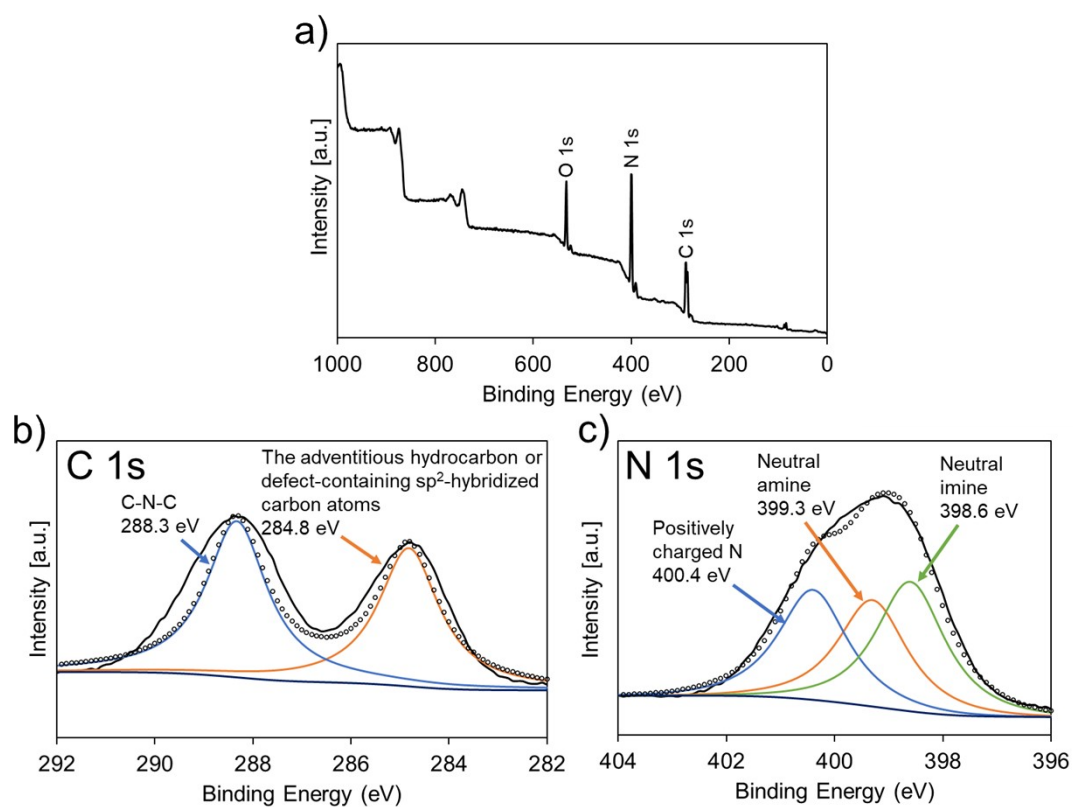 a)
Intensity [a.u.]
O 1s
N 1s
C 1s
1000 800 600 400 200 0
Binding Energy (eV)
b)
C 1s
Intensity [a.u.]
C-N-C
288.3 eV
The adventitious hydrocarbon or
defect-containing sp²-hybridized
carbon atoms
284.8 eV
292 290 288 286 284 282
Binding Energy (eV)
c)
N 1s
Intensity [a.u.]
Positively
charged N
400.4 eV
Neutral
amine
399.3 eV
Neutral
imine
398.6 eV
404 402 400 398 396
Binding Energy (eV)